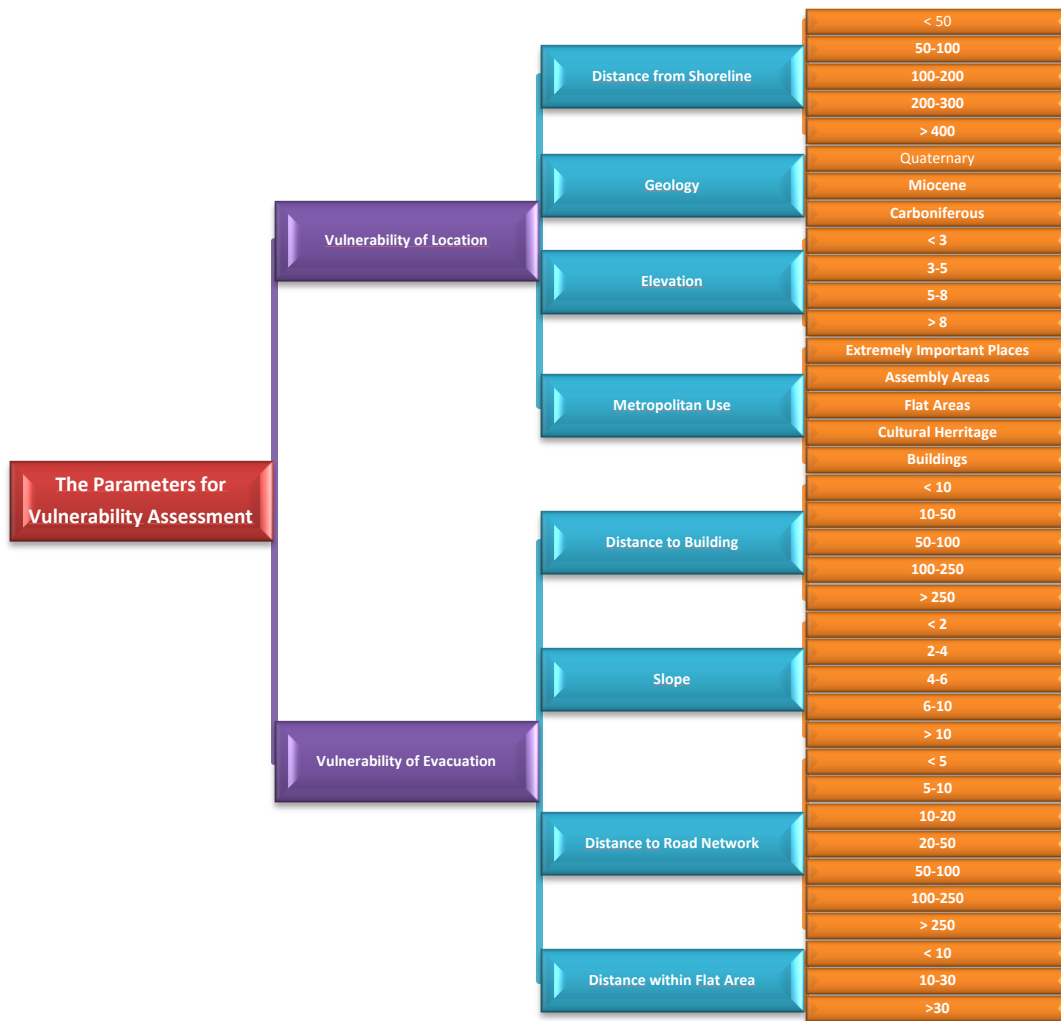 The Parameters for
Vulnerability Assessment
Vulnerability of Location
Distance from Shoreline
< 50
50-100
100-200
200-300
> 400
Geology
Quaternary
Miocene
Carboniferous
Elevation
< 3
3-5
5-8
> 8
Metropolitan Use
Extremely Important Places
Assembly Areas
Flat Areas
Cultural Herritage
Buildings
Vulnerability of Evacuation
Distance to Building
< 10
10-50
50-100
100-250
> 250
Slope
< 2
2-4
4-6
6-10
> 10
Distance to Road Network
< 5
5-10
10-20
20-50
50-100
100-250
> 250
Distance within Flat Area
< 10
10-30
>30